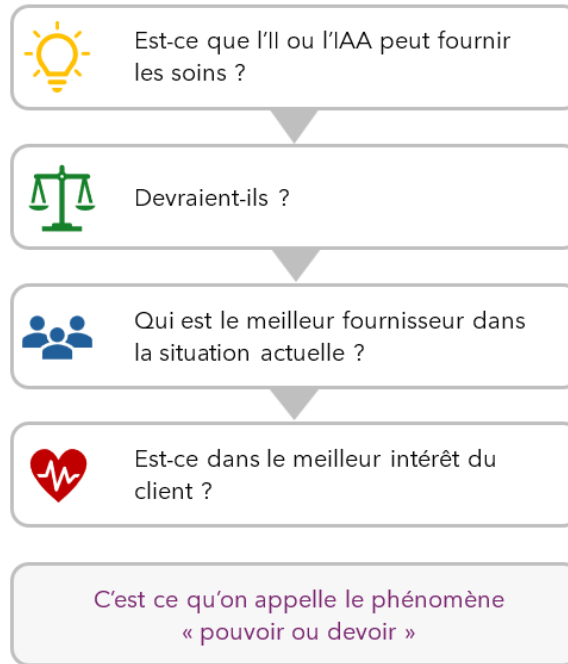 Est-ce que l'II ou l'IAA peut fournir
les soins ?
Devraient-ils ?
Qui est le meilleur fournisseur dans
la situation actuelle ?
Est-ce dans le meilleur intérêt du
client ?
C'est ce qu'on appelle le phénomène
« pouvoir ou devoir »